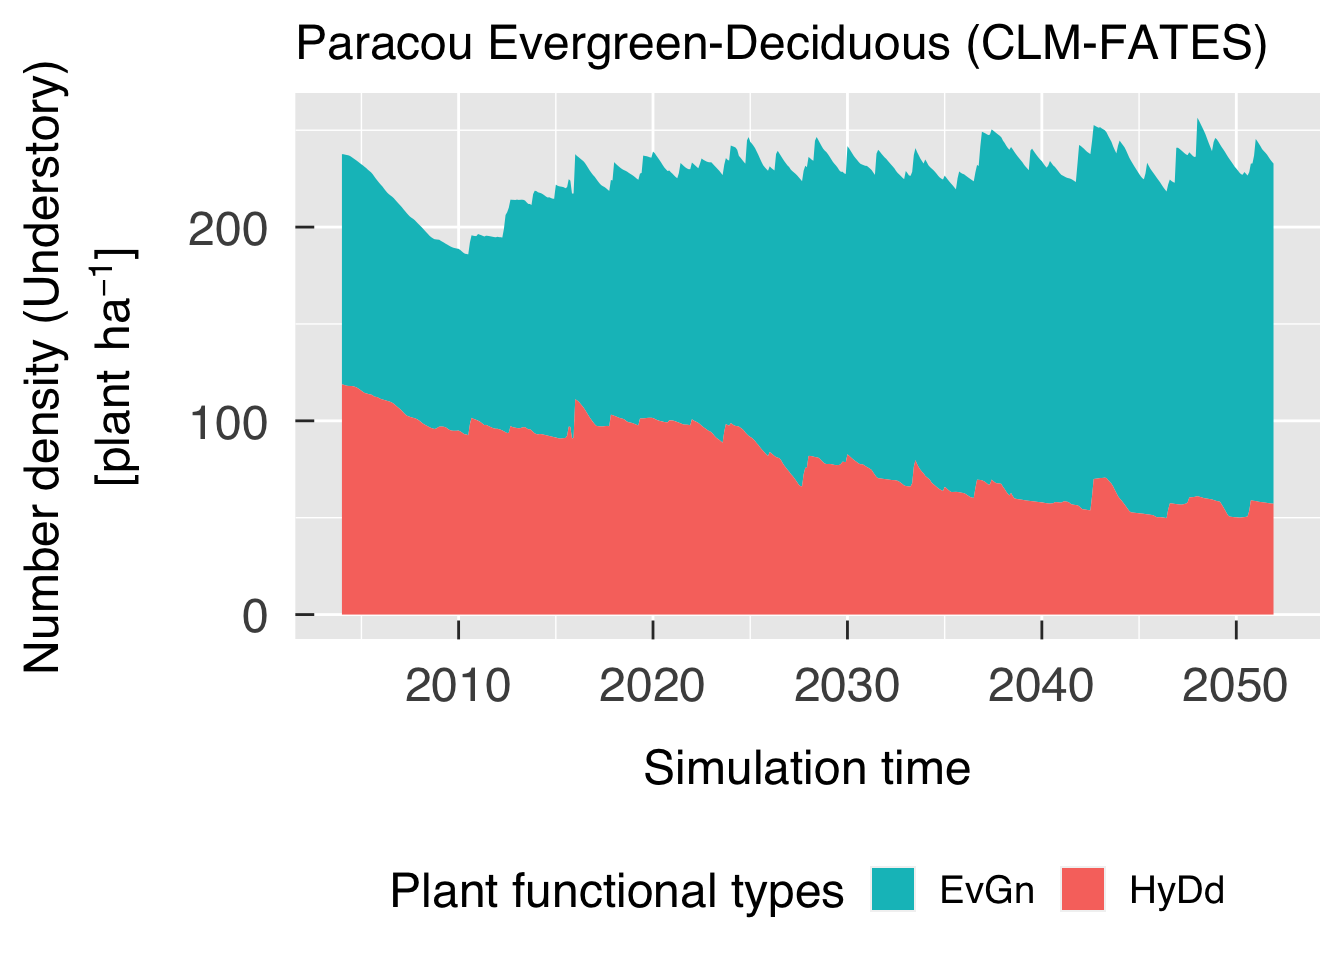 Paracou Evergreen-Deciduous (CLM-FATES)
Number density (Understory)
[plant ha⁻¹]
200
100
0
2010 2020 2030 2040 2050
Simulation time
Plant functional types EvGn HyDd